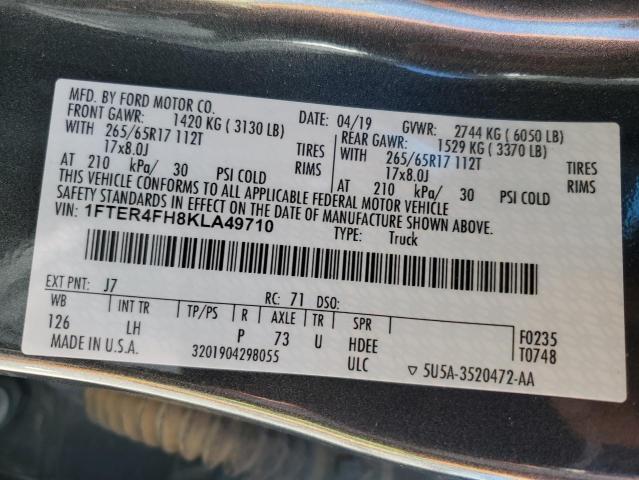 MFD. BY FORD MOTOR CO.
DATE: 04/19 GVWR: 2744 KG ( 6050 LB)
FRONT GAWR: 1420 KG ( 3130 LB)
REAR GAWR: 1529 KG ( 3370 LB)
WITH 265/65R17 112T TIRES
WITH 265/65R17 112T TIRES
17x8.0J RIMS
17x8.0J RIMS
AT 210 kPa/ 30 PSI COLD
AT 210 kPa/ 30 PSI COLD
THIS VEHICLE CONFORMS TO ALL APPLICABLE FEDERAL MOTOR VEHICLE
SAFETY STANDARDS IN EFFECT ON THE DATE OF MANUFACTURE SHOWN ABOVE.
VIN: 1FTER4FH8KLA49710
TYPE: Truck
EXT PNT: J7 RC: 71 DSO:
WB INT TR TP/PS R AXLE TR SPR
126 LH P 73 U HDEE F0235
ULC T0748
MADE IN U.S.A. 3201904298055 ▽ 5U5A-3520472-AA